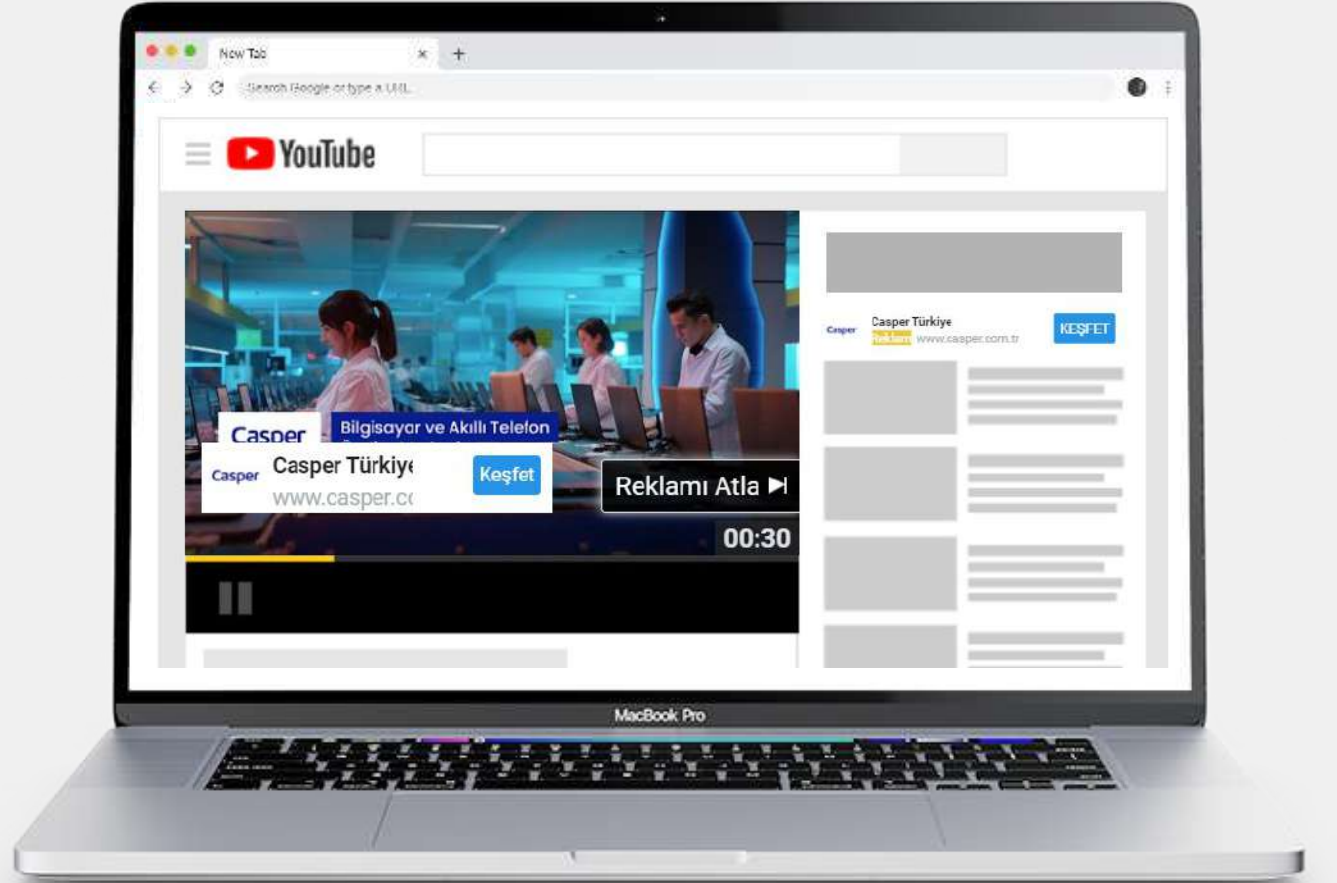 New Tab
Search Google or type a URL
YouTube
Casper
Bilgisayar ve Akıllı Telefon
Casper
Casper Türkiye
www.casper.co
Keşfet
Reklamı Atla
00:30
Casper
Casper Türkiye
Reklam www.casper.com.tr
KEŞFET
MacBook Pro